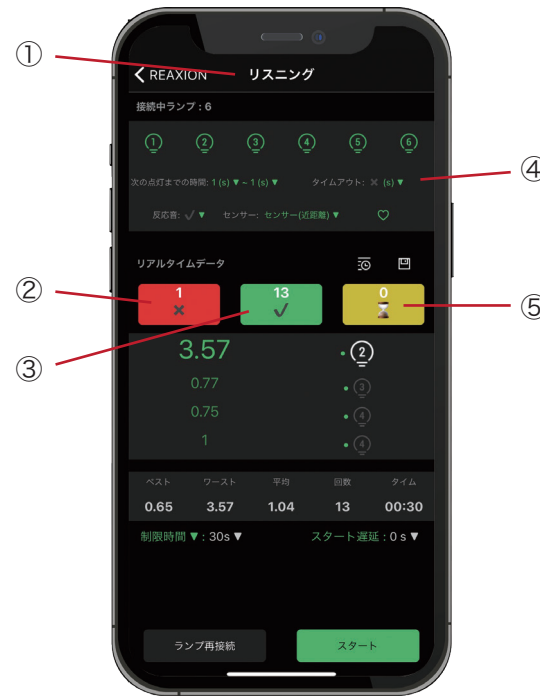 ①
REAXION リスニング
接続中ランプ : 6
1 2 3 4 5 6
④
次の点灯までの時間: 1 (s) ▼ ~ 1 (s) ▼ タイムアウト: ✕ (s) ▼
反応音: ✓ ▼ センサー: センサー(近距離) ▼
リアルタイムデータ
②
1 13 0
⑤
③
3.57 2
0.77 3
0.75 4
1 4
ベスト ワースト 平均 回数 タイム
0.65 3.57 1.04 13 00:30
制限時間 ▼ : 30s ▼ スタート遅延 : 0 s ▼
ランプ再接続 スタート